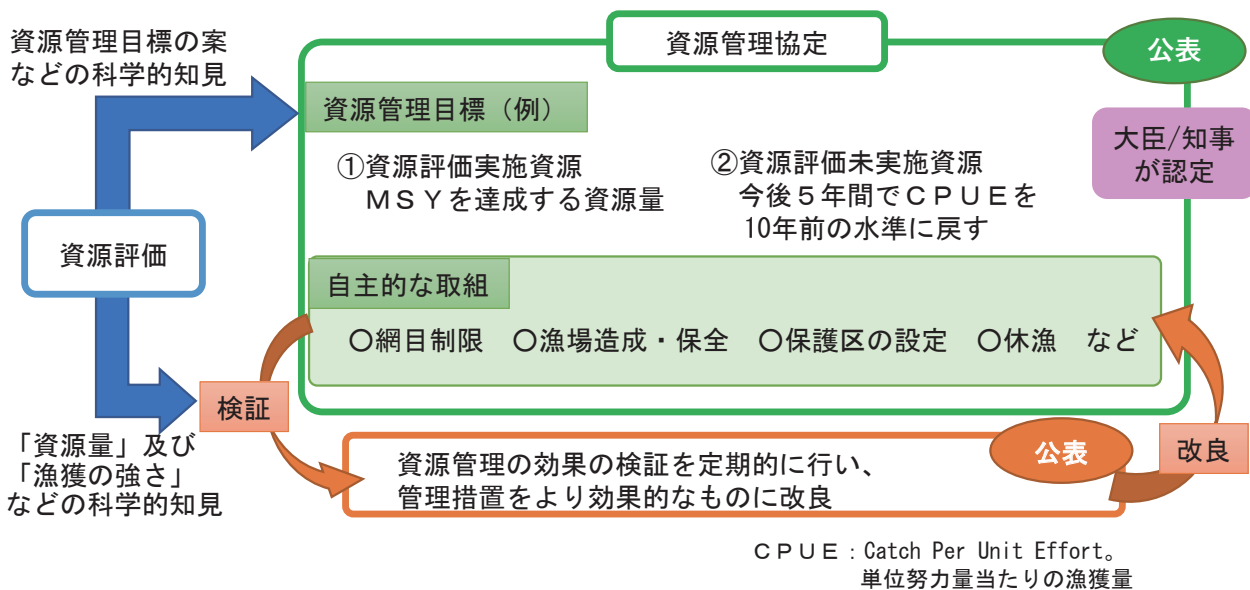 資源管理目標の案
などの科学的知見
資源管理協定
公表
資源管理目標（例）
大臣/知事
が認定
①資源評価実施資源
ＭＳＹを達成する資源量
②資源評価未実施資源
今後５年間でＣＰＵＥを
10年前の水準に戻す
資源評価
自主的な取組
〇網目制限　〇漁場造成・保全　〇保護区の設定　〇休漁　など
検証
「資源量」及び
「漁獲の強さ」
などの科学的知見
公表
改良
資源管理の効果の検証を定期的に行い、
管理措置をより効果的なものに改良
ＣＰＵＥ：Catch Per Unit Effort。
単位努力量当たりの漁獲量